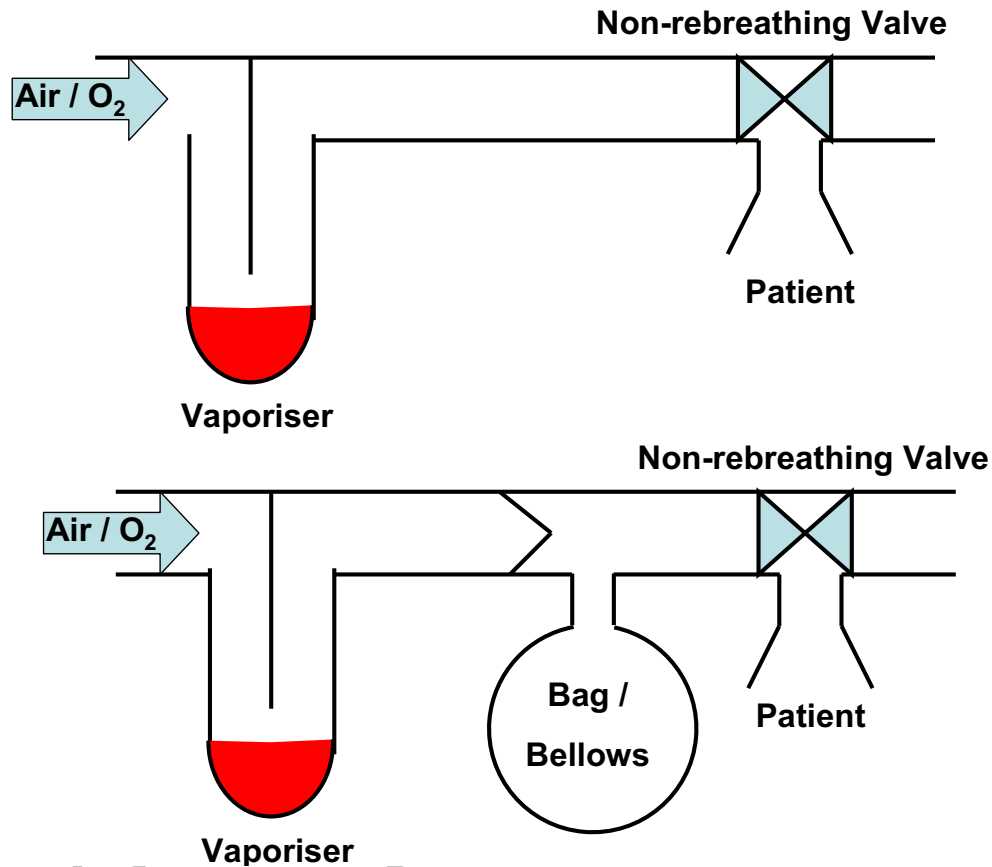 Non-rebreathing Valve
Air / O₂
Patient
Vaporiser
Non-rebreathing Valve
Air / O₂
Bag /
Bellows
Patient
Vaporiser